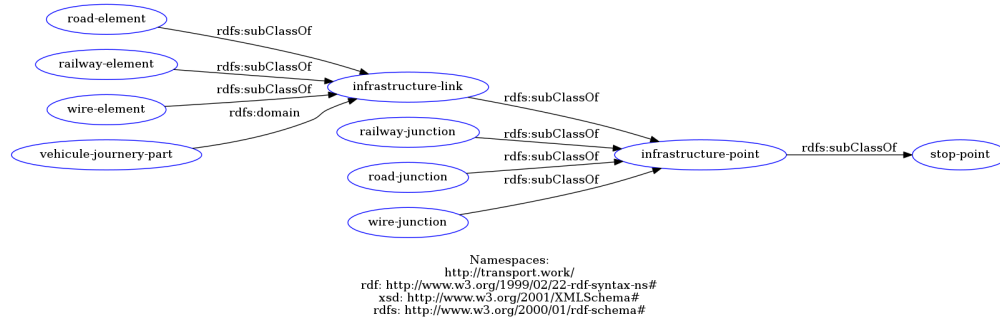 road-element
rdfs:subClassOf
railway-element
rdfs:subClassOf
infrastructure-link
rdfs:subClassOf
wire-element
rdfs:subClassOf
rdfs:domain
railway-junction
rdfs:subClassOf
vehicule-journery-part
rdfs:subClassOf
infrastructure-point
rdfs:subClassOf
stop-point
road-junction
rdfs:subClassOf
wire-junction
Namespaces:
http://transport.work/
rdf: http://www.w3.org/1999/02/22-rdf-syntax-ns#
xsd: http://www.w3.org/2001/XMLSchema#
rdfs: http://www.w3.org/2000/01/rdf-schema#